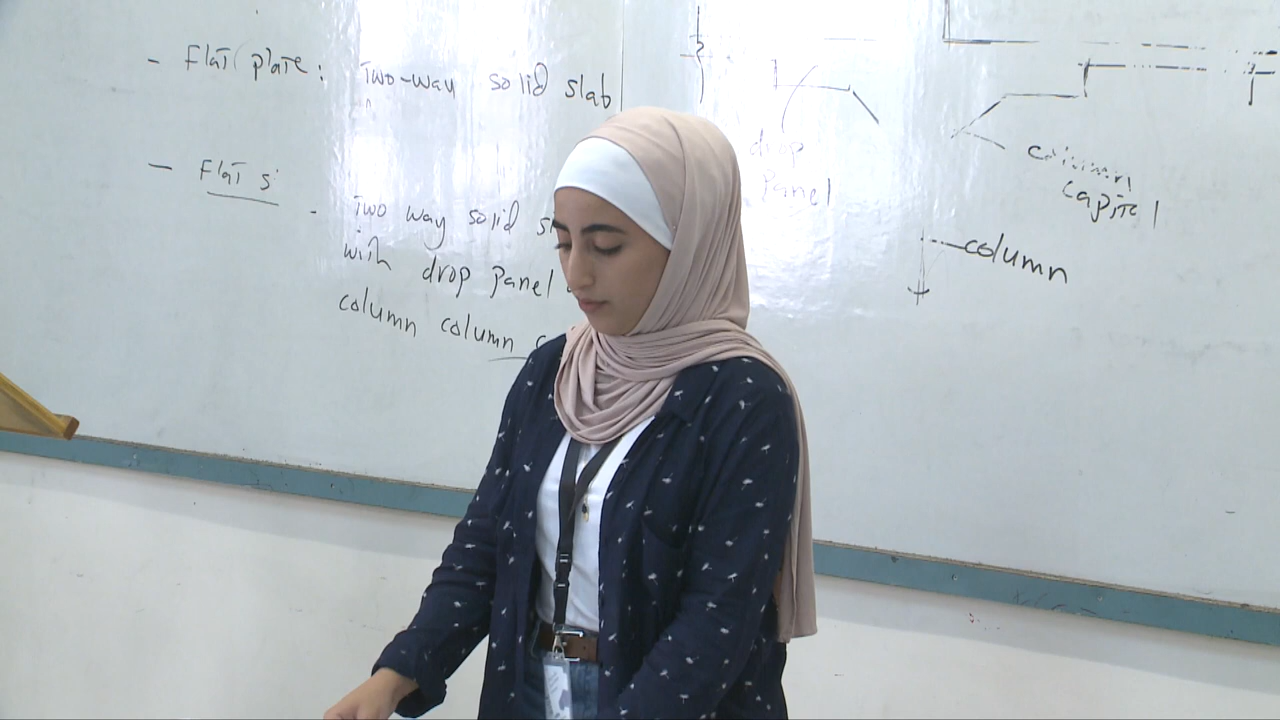 - Flat plate: Two-way solid slab
- Flat s
- Two way solid
with drop panel
column column c
drop
Panel
column
capital
column